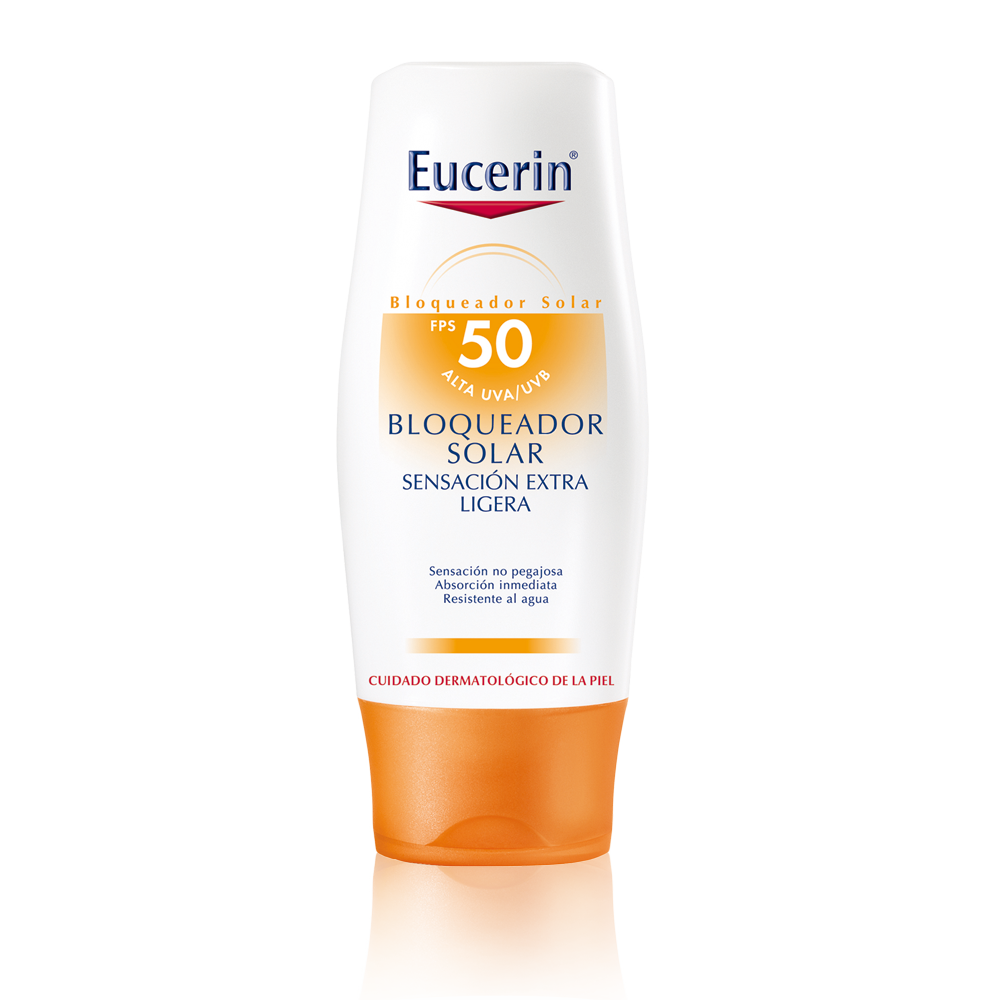 Eucerin®
Bloqueador Solar
FPS 50
ALTA UVA/UVB
BLOQUEADOR
SOLAR
SENSACIÓN EXTRA
LIGERA
Sensación no pegajosa
Absorción inmediata
Resistente al agua
CUIDADO DERMATOLÓGICO DE LA PIEL